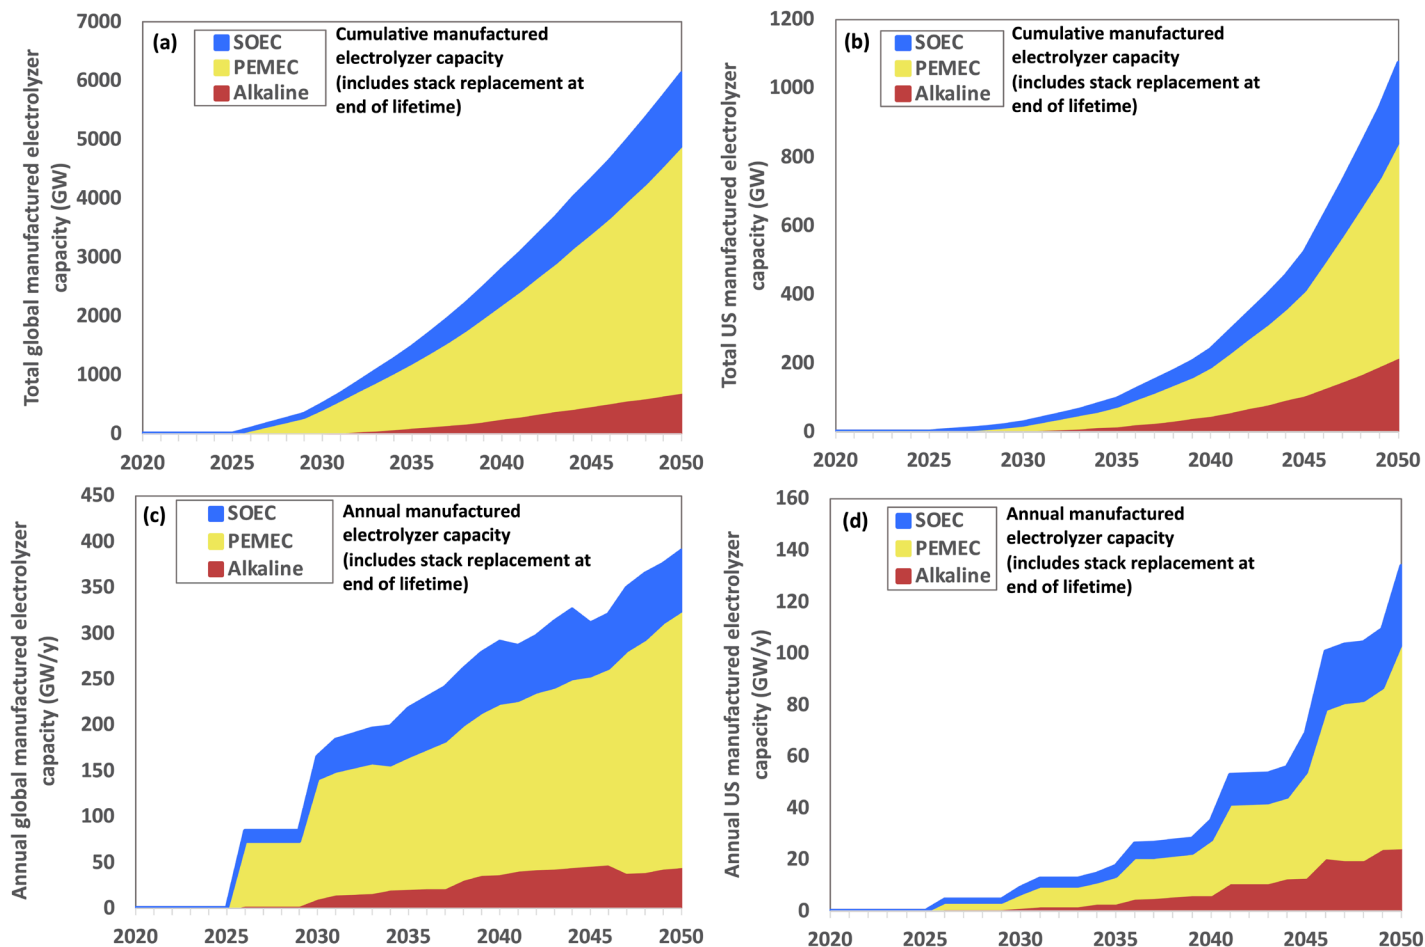 (a)
SOEC
PEMEC
Alkaline
Cumulative manufactured
electrolyzer capacity
(includes stack replacement at
end of lifetime)
Total global manufactured electrolyzer
capacity (GW)
7000
6000
5000
4000
3000
2000
1000
0
2020
2025
2030
2035
2040
2045
2050
(b)
SOEC
PEMEC
Alkaline
Cumulative manufactured
electrolyzer capacity
(includes stack replacement at
end of lifetime)
Total US manufactured electrolyzer
capacity (GW)
1200
1000
800
600
400
200
0
2020
2025
2030
2035
2040
2045
2050
(c)
SOEC
PEMEC
Alkaline
Annual manufactured
electrolyzer capacity
(includes stack replacement at
end of lifetime)
Annual global manufactured electrolyzer
capacity (GW/y)
450
400
350
300
250
200
150
100
50
0
2020
2025
2030
2035
2040
2045
2050
(d)
SOEC
PEMEC
Alkaline
Annual manufactured
electrolyzer capacity
(includes stack replacement at
end of lifetime)
Annual US manufactured electrolyzer
capacity (GW/y)
160
140
120
100
80
60
40
20
0
2020
2025
2030
2035
2040
2045
2050